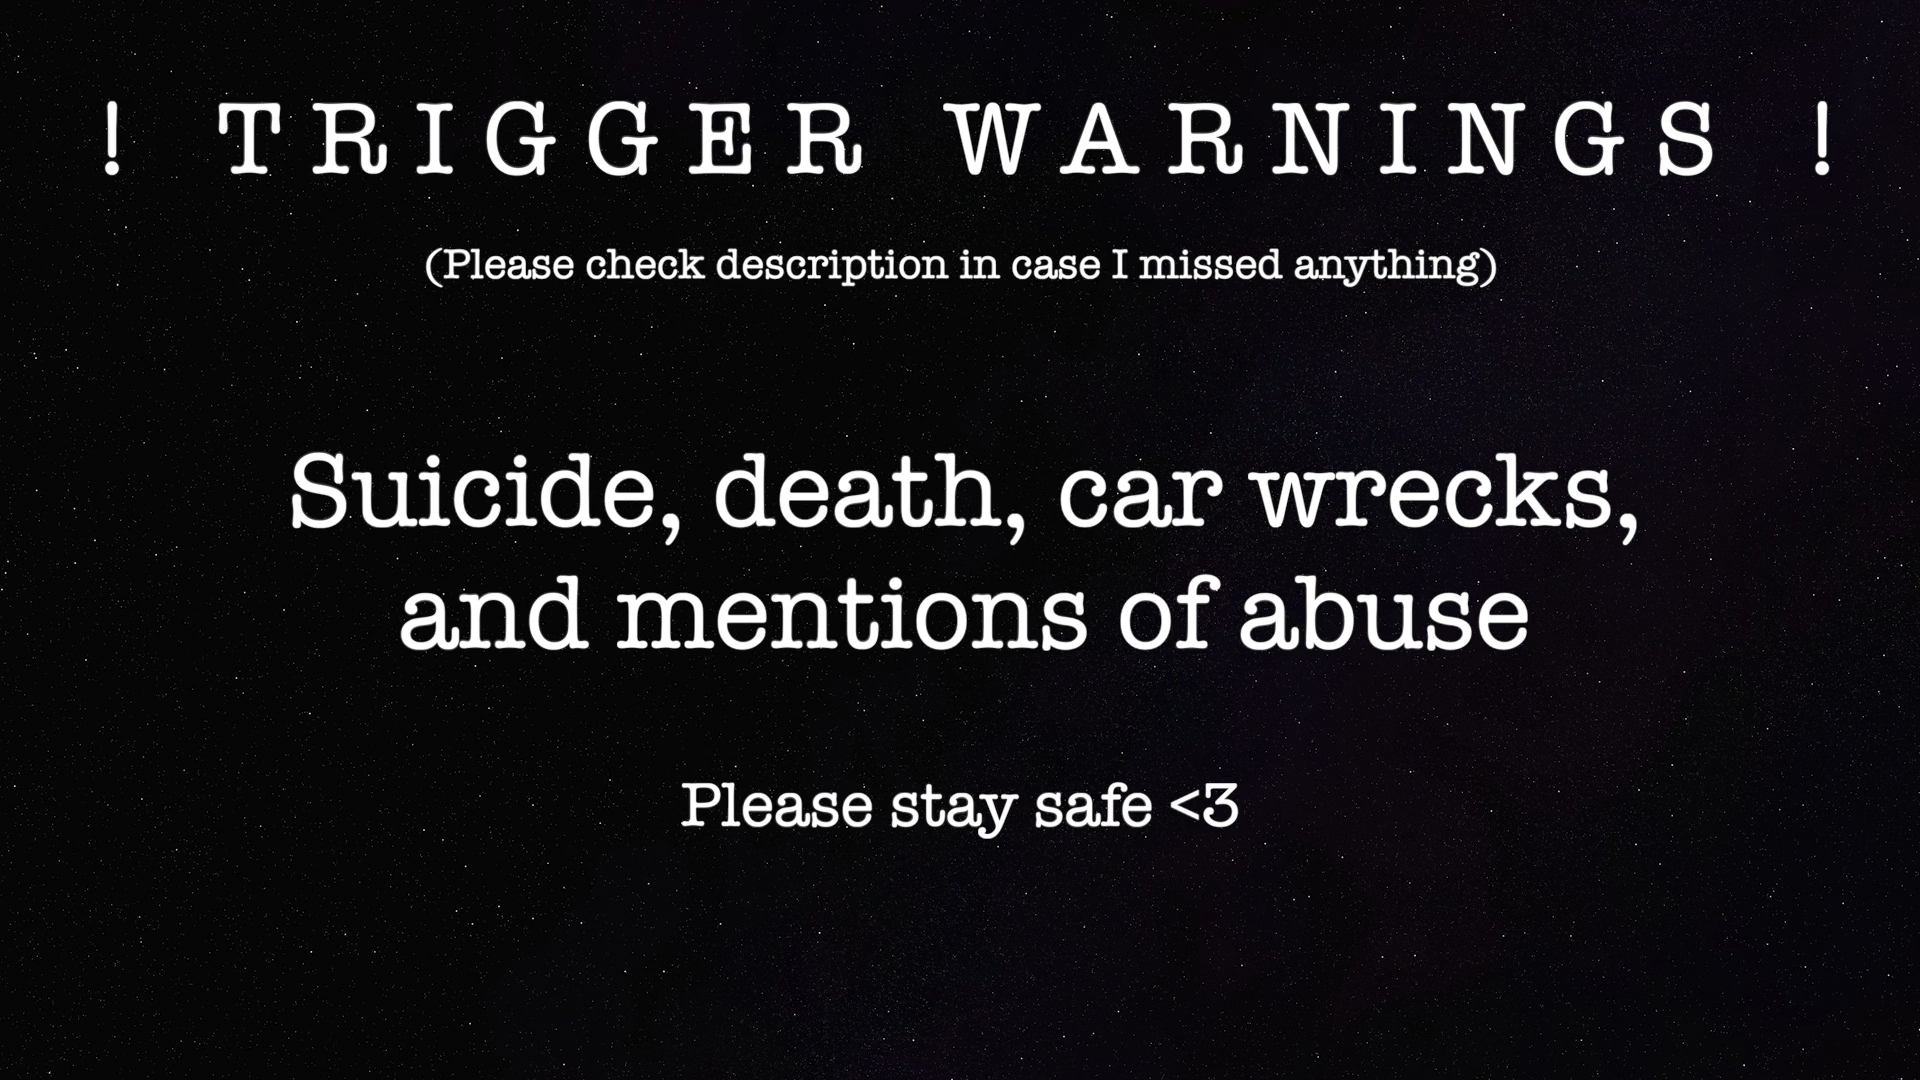 ! TRIGGER WARNINGS !
(Please check description in case I missed anything)
Suicide, death, car wrecks,
and mentions of abuse
Please stay safe <3